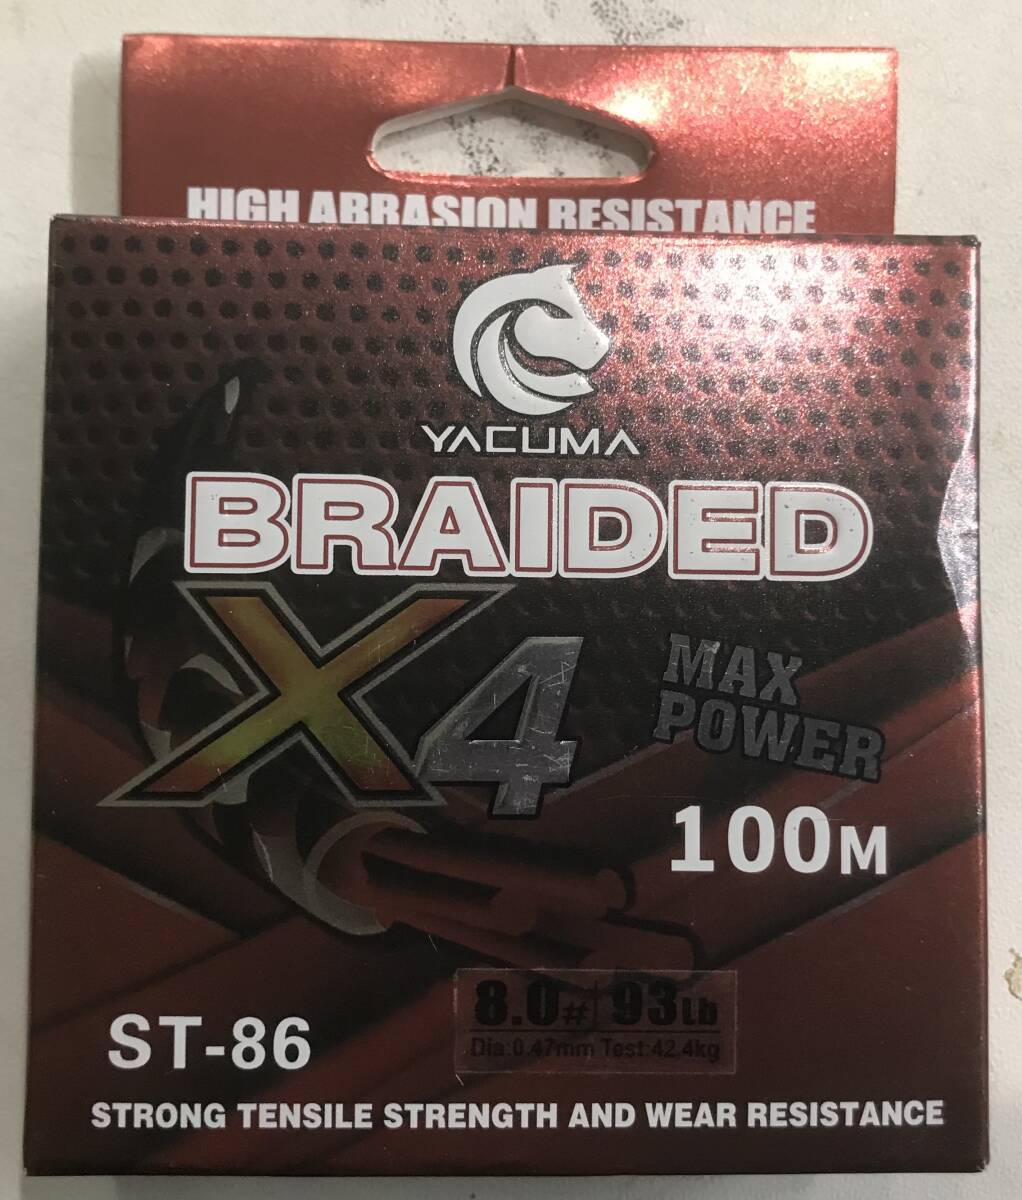 HIGH ABRASION RESISTANCE
YACUMA
BRAIDED
X4
MAX
POWER
100M
8.0# 93Lb
Dia:0.47mm Test:42.4kg
ST-86
STRONG TENSILE STRENGTH AND WEAR RESISTANCE